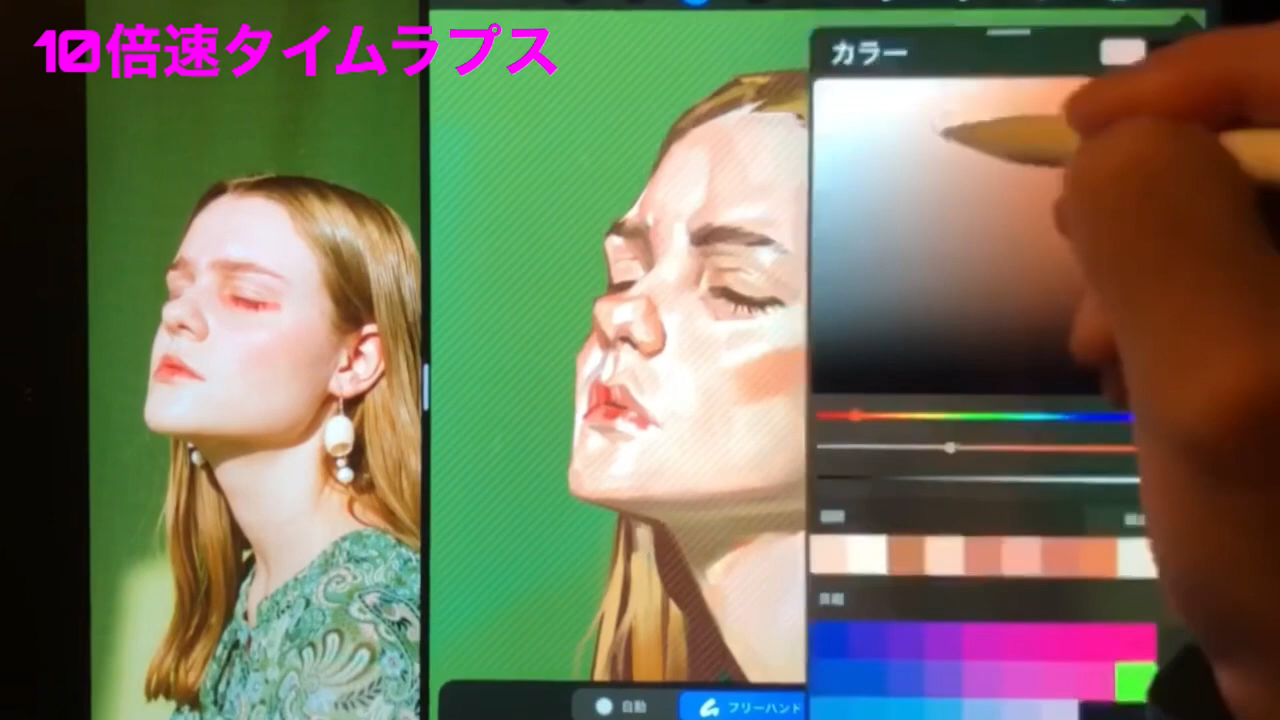 10倍速タイムラプス
カラー
自動
フリーハンド